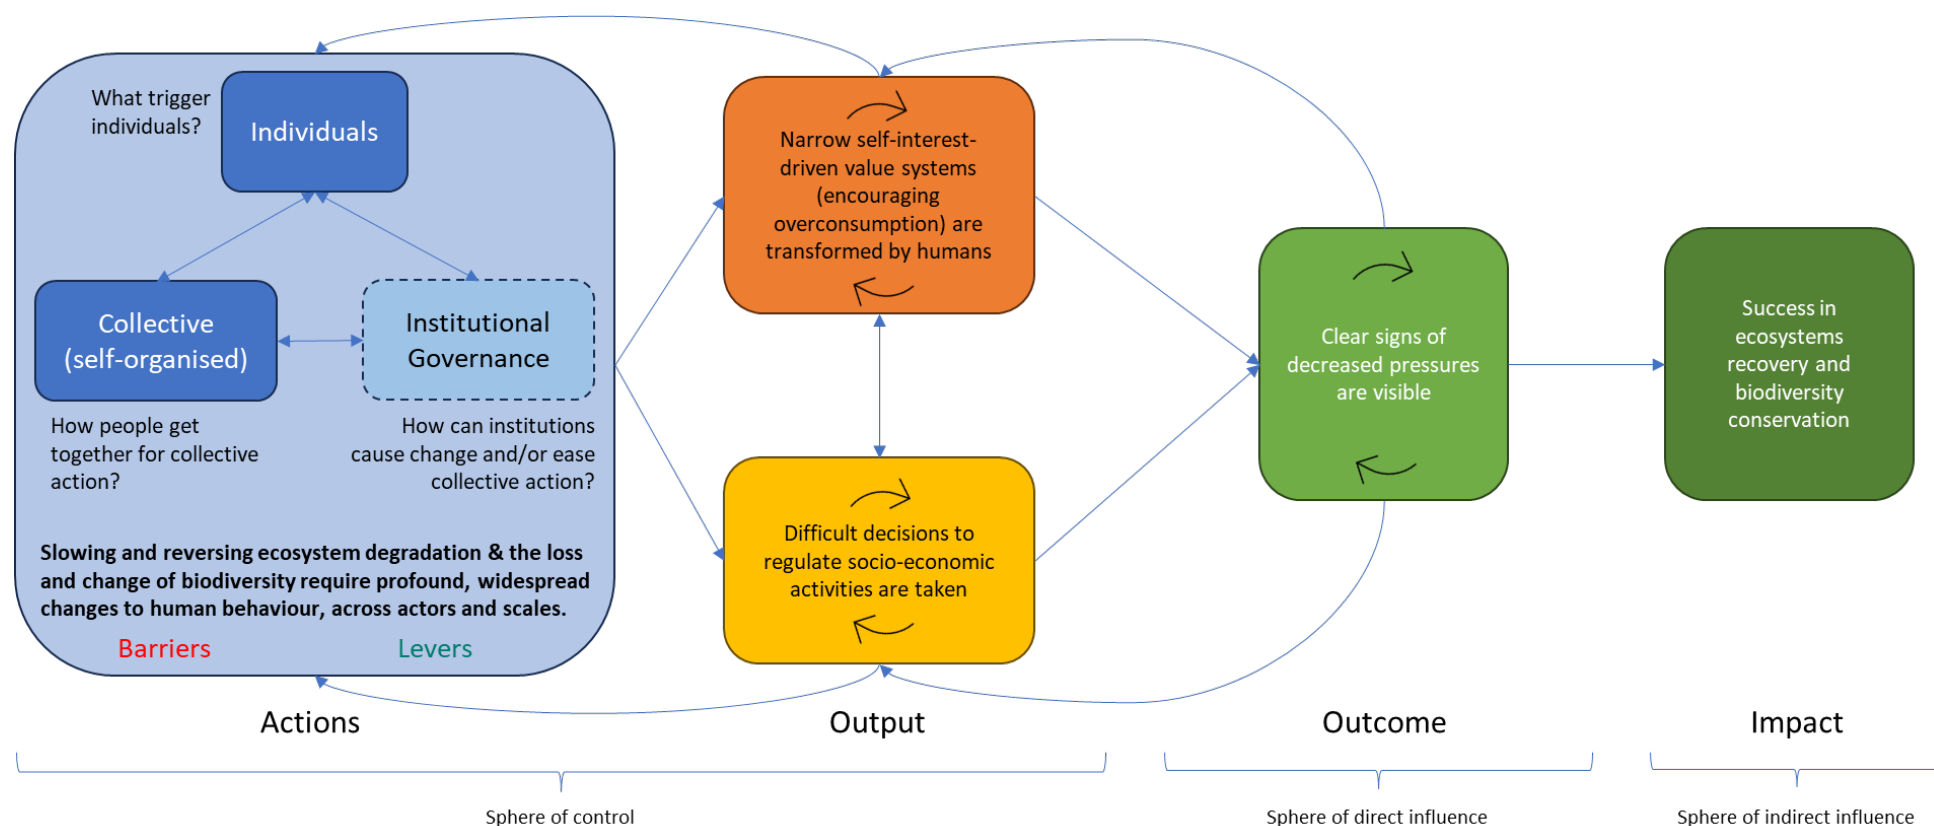 What trigger
individuals?
Individuals
Collective
(self-organised)
Institutional
Governance
How people get
together for collective
action?
How can institutions
cause change and/or ease
collective action?
Slowing and reversing ecosystem degradation & the loss
and change of biodiversity require profound, widespread
changes to human behaviour, across actors and scales.
Barriers
Levers
Narrow self-interest-
driven value systems
(encouraging
overconsumption) are
transformed by humans
Difficult decisions to
regulate socio-economic
activities are taken
Clear signs of
decreased pressures
are visible
Success in
ecosystems
recovery and
biodiversity
conservation
Actions
Output
Outcome
Impact
Sphere of control
Sphere of direct influence
Sphere of indirect influence